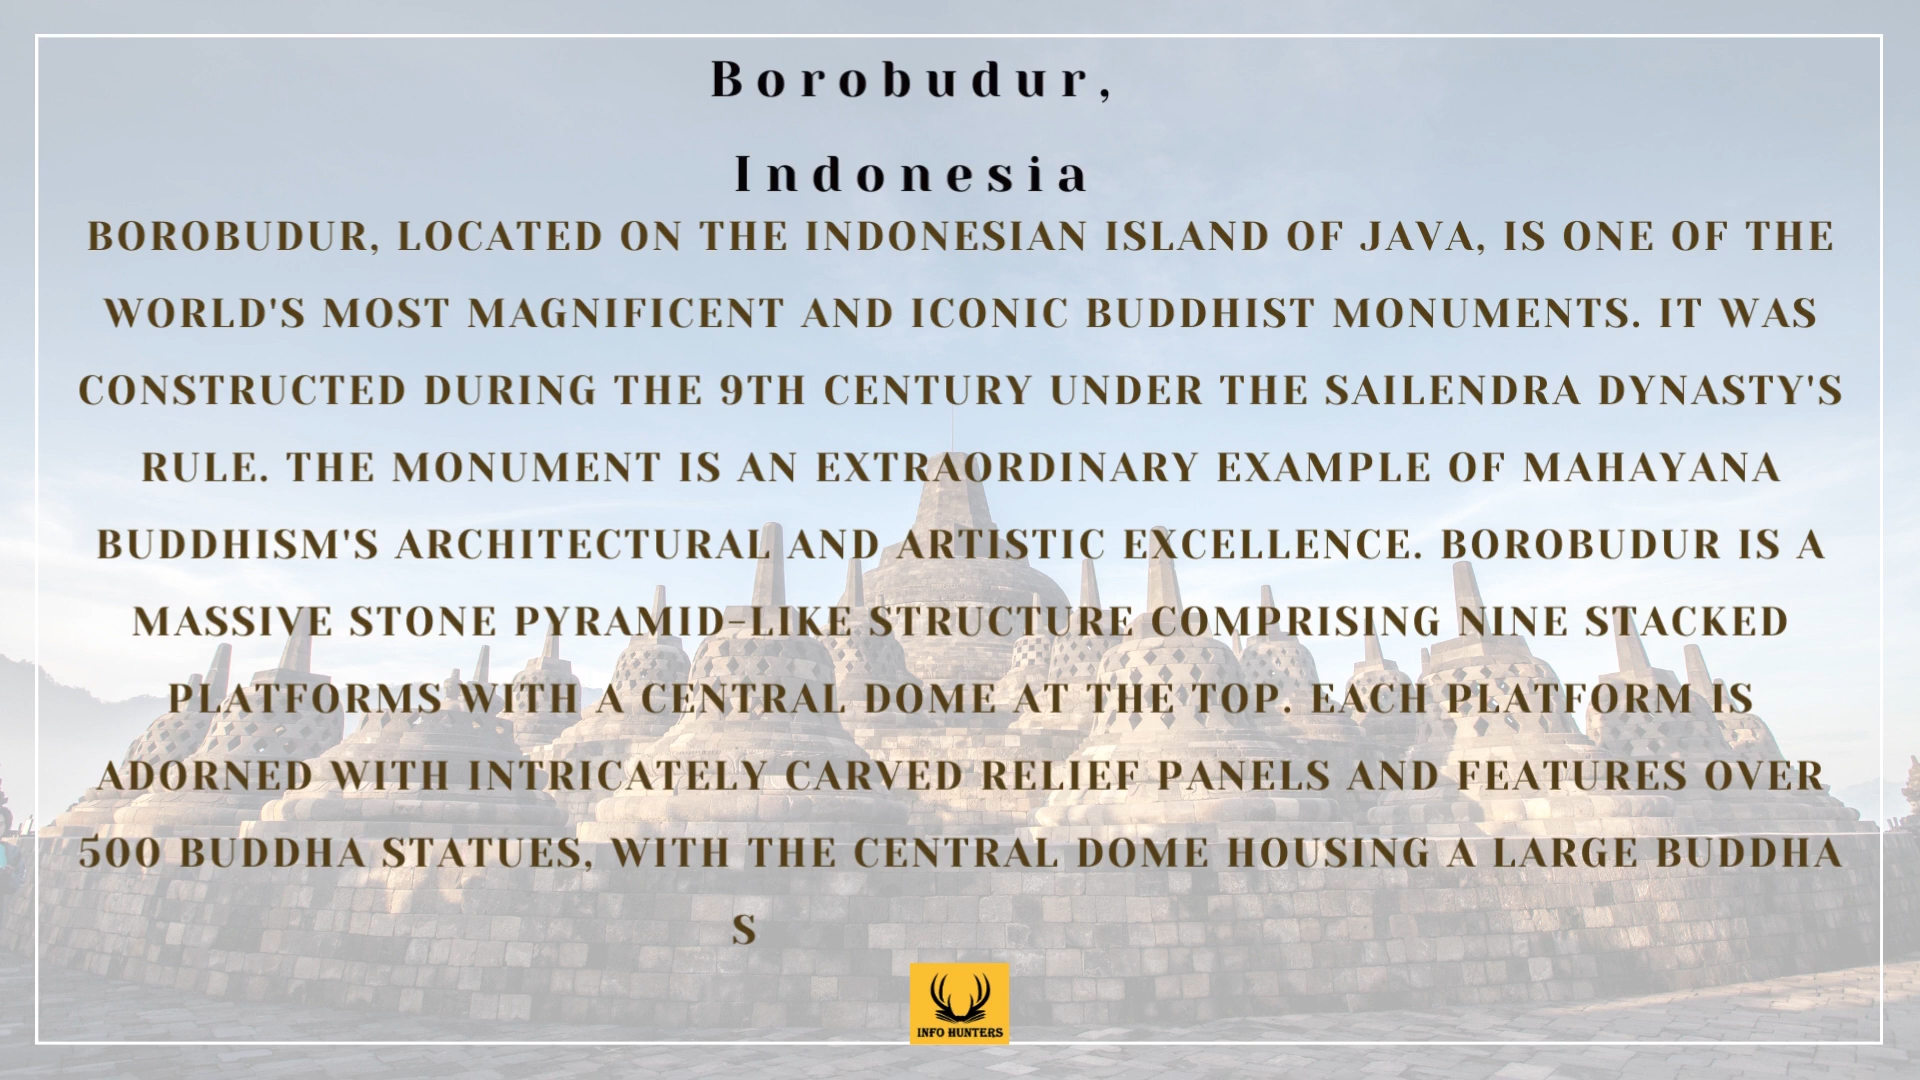 Borobudur,
Indonesia
BOROBUDUR, LOCATED ON THE INDONESIAN ISLAND OF JAVA, IS ONE OF THE
WORLD'S MOST MAGNIFICENT AND ICONIC BUDDHIST MONUMENTS. IT WAS
CONSTRUCTED DURING THE 9TH CENTURY UNDER THE SAILENDRA DYNASTY'S
RULE. THE MONUMENT IS AN EXTRAORDINARY EXAMPLE OF MAHAYANA
BUDDHISM'S ARCHITECTURAL AND ARTISTIC EXCELLENCE. BOROBUDUR IS A
MASSIVE STONE PYRAMID-LIKE STRUCTURE COMPRISING NINE STACKED
PLATFORMS WITH A CENTRAL DOME AT THE TOP. EACH PLATFORM IS
ADORNED WITH INTRICATELY CARVED RELIEF PANELS AND FEATURES OVER
500 BUDDHA STATUES, WITH THE CENTRAL DOME HOUSING A LARGE BUDDHA
S
INFO HUNTERS